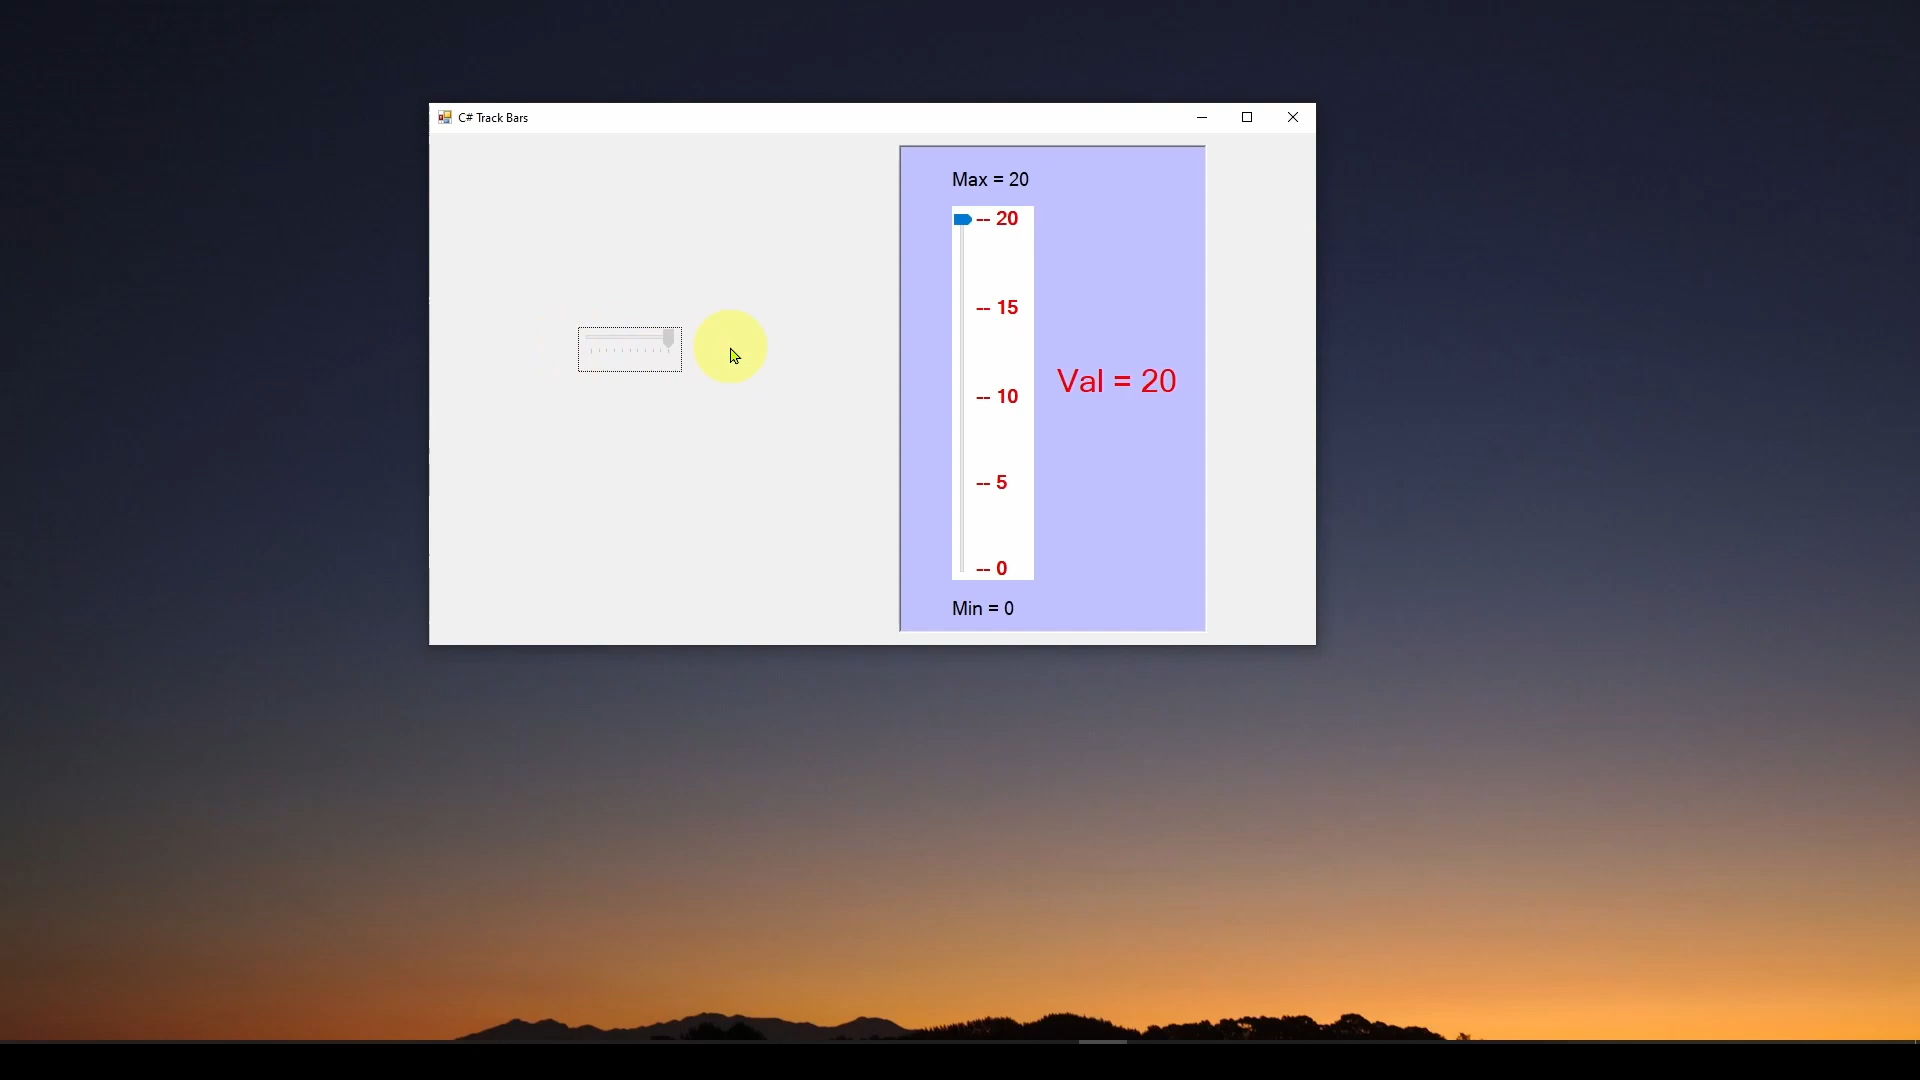 C# Track Bars
Max = 20
-- 20
-- 15
-- 10
Val = 20
-- 5
-- 0
Min = 0